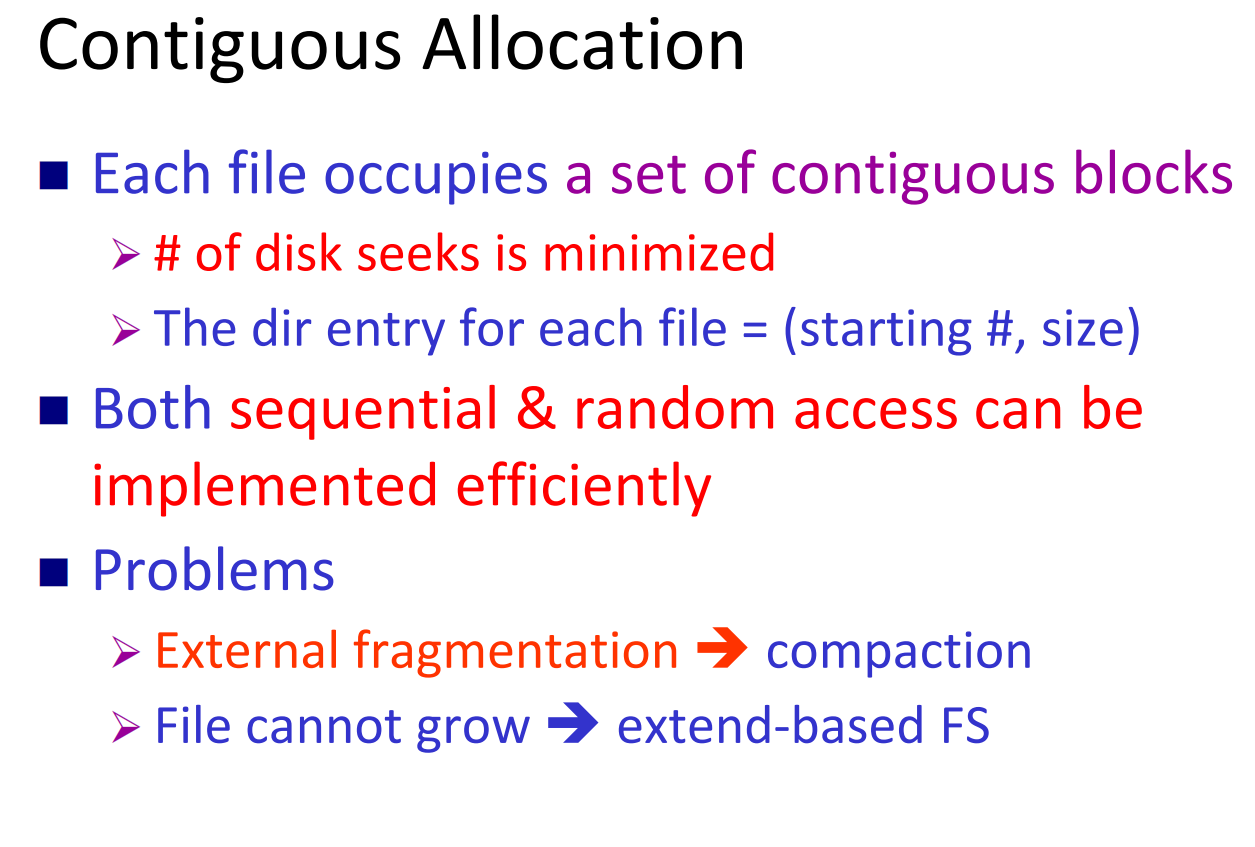 Contiguous Allocation
■ Each file occupies a set of contiguous blocks
➢ # of disk seeks is minimized
➢ The dir entry for each file = (starting #, size)
■ Both sequential & random access can be
implemented efficiently
■ Problems
➢ External fragmentation ➔ compaction
➢ File cannot grow ➔ extend-based FS